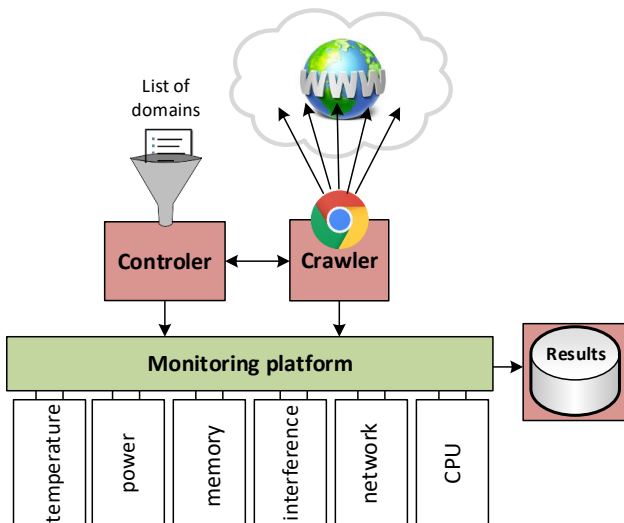 List of
domains
WWW
Controler
Crawler
Monitoring platform
Results
temperature
power
memory
interference
network
CPU